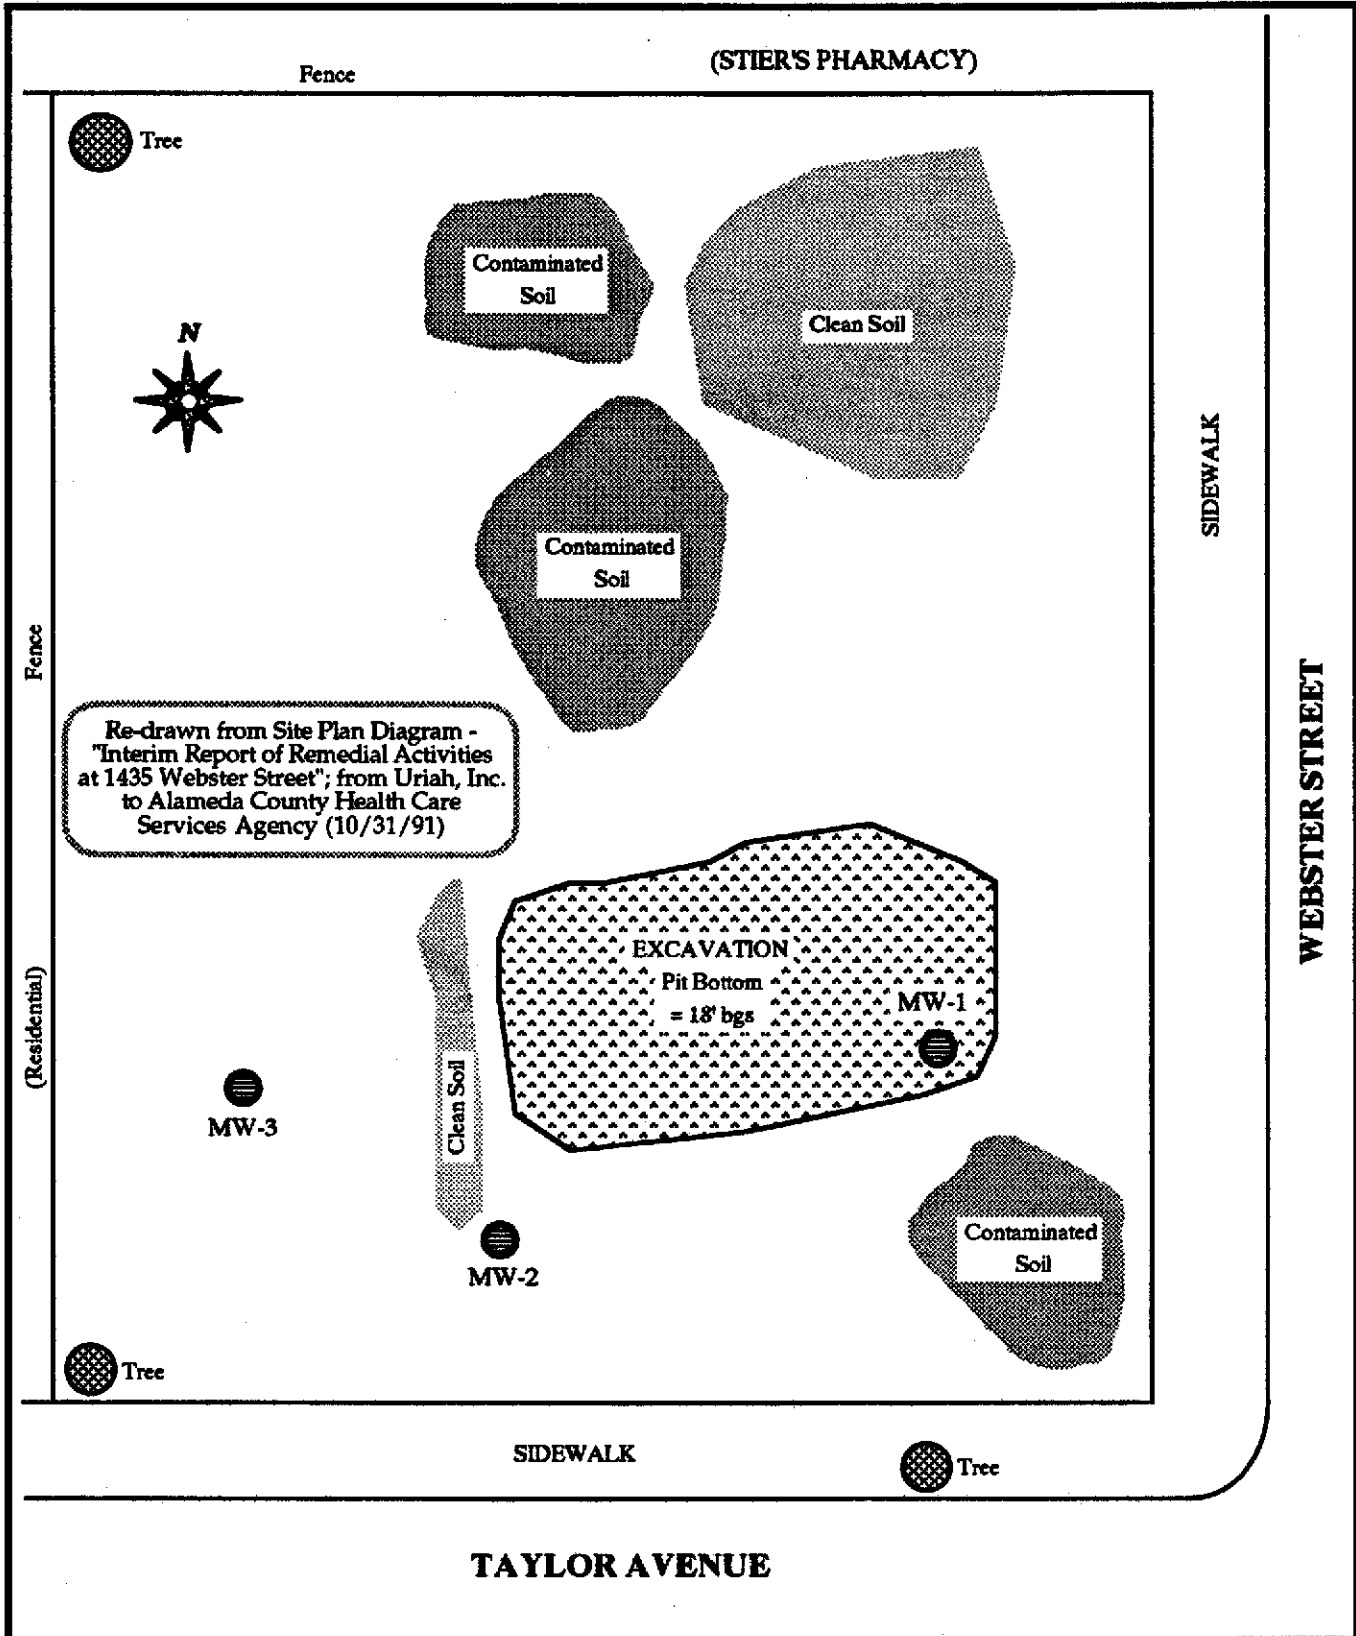 (STIER'S PHARMACY)
Fence
Tree
Contaminated
Soil
Clean Soil
N
SIDEWALK
Contaminated
Soil
Fence
WEBSTER STREET
Re-drawn from Site Plan Diagram -
"Interim Report of Remedial Activities
at 1435 Webster Street"; from Uriah, Inc.
to Alameda County Health Care
Services Agency (10/31/91)
EXCAVATION
Pit Bottom
= 18' bgs
MW-1
(Residential)
Clean Soil
MW-3
Contaminated
Soil
MW-2
Tree
SIDEWALK
Tree
TAYLOR AVENUE